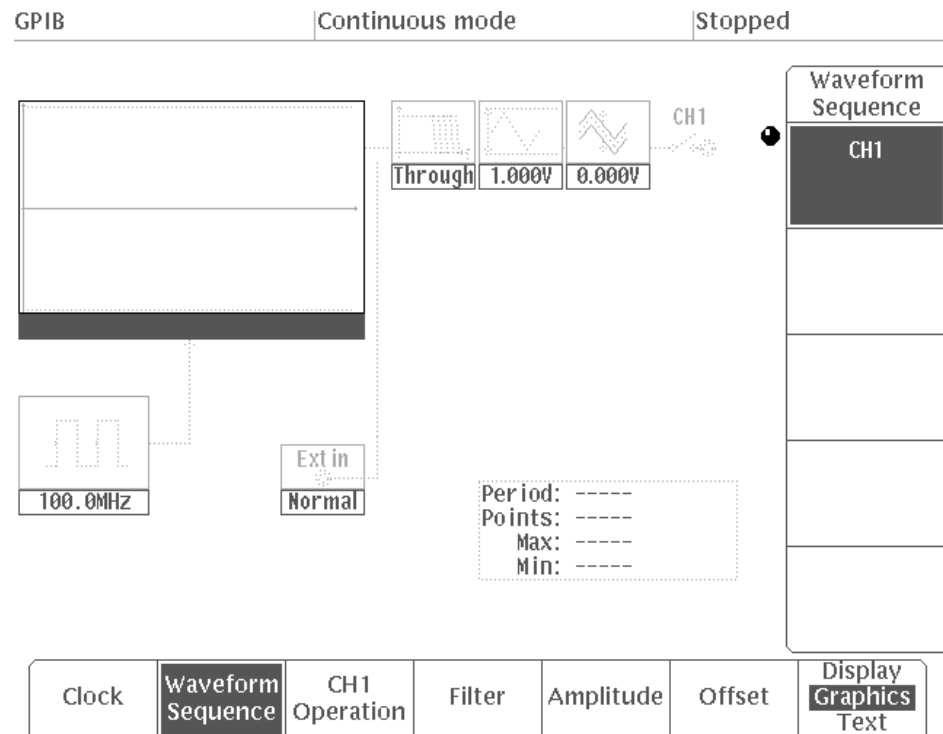 GPIB
Continuous mode
Stopped
Waveform
Sequence
CH1
CH1
Through
1.000V
0.000V
100.0MHz
Ext in
Normal
Period: -----
Points: -----
Max: -----
Min: -----
Clock
Waveform
Sequence
CH1
Operation
Filter
Amplitude
Offset
Display
Graphics
Text